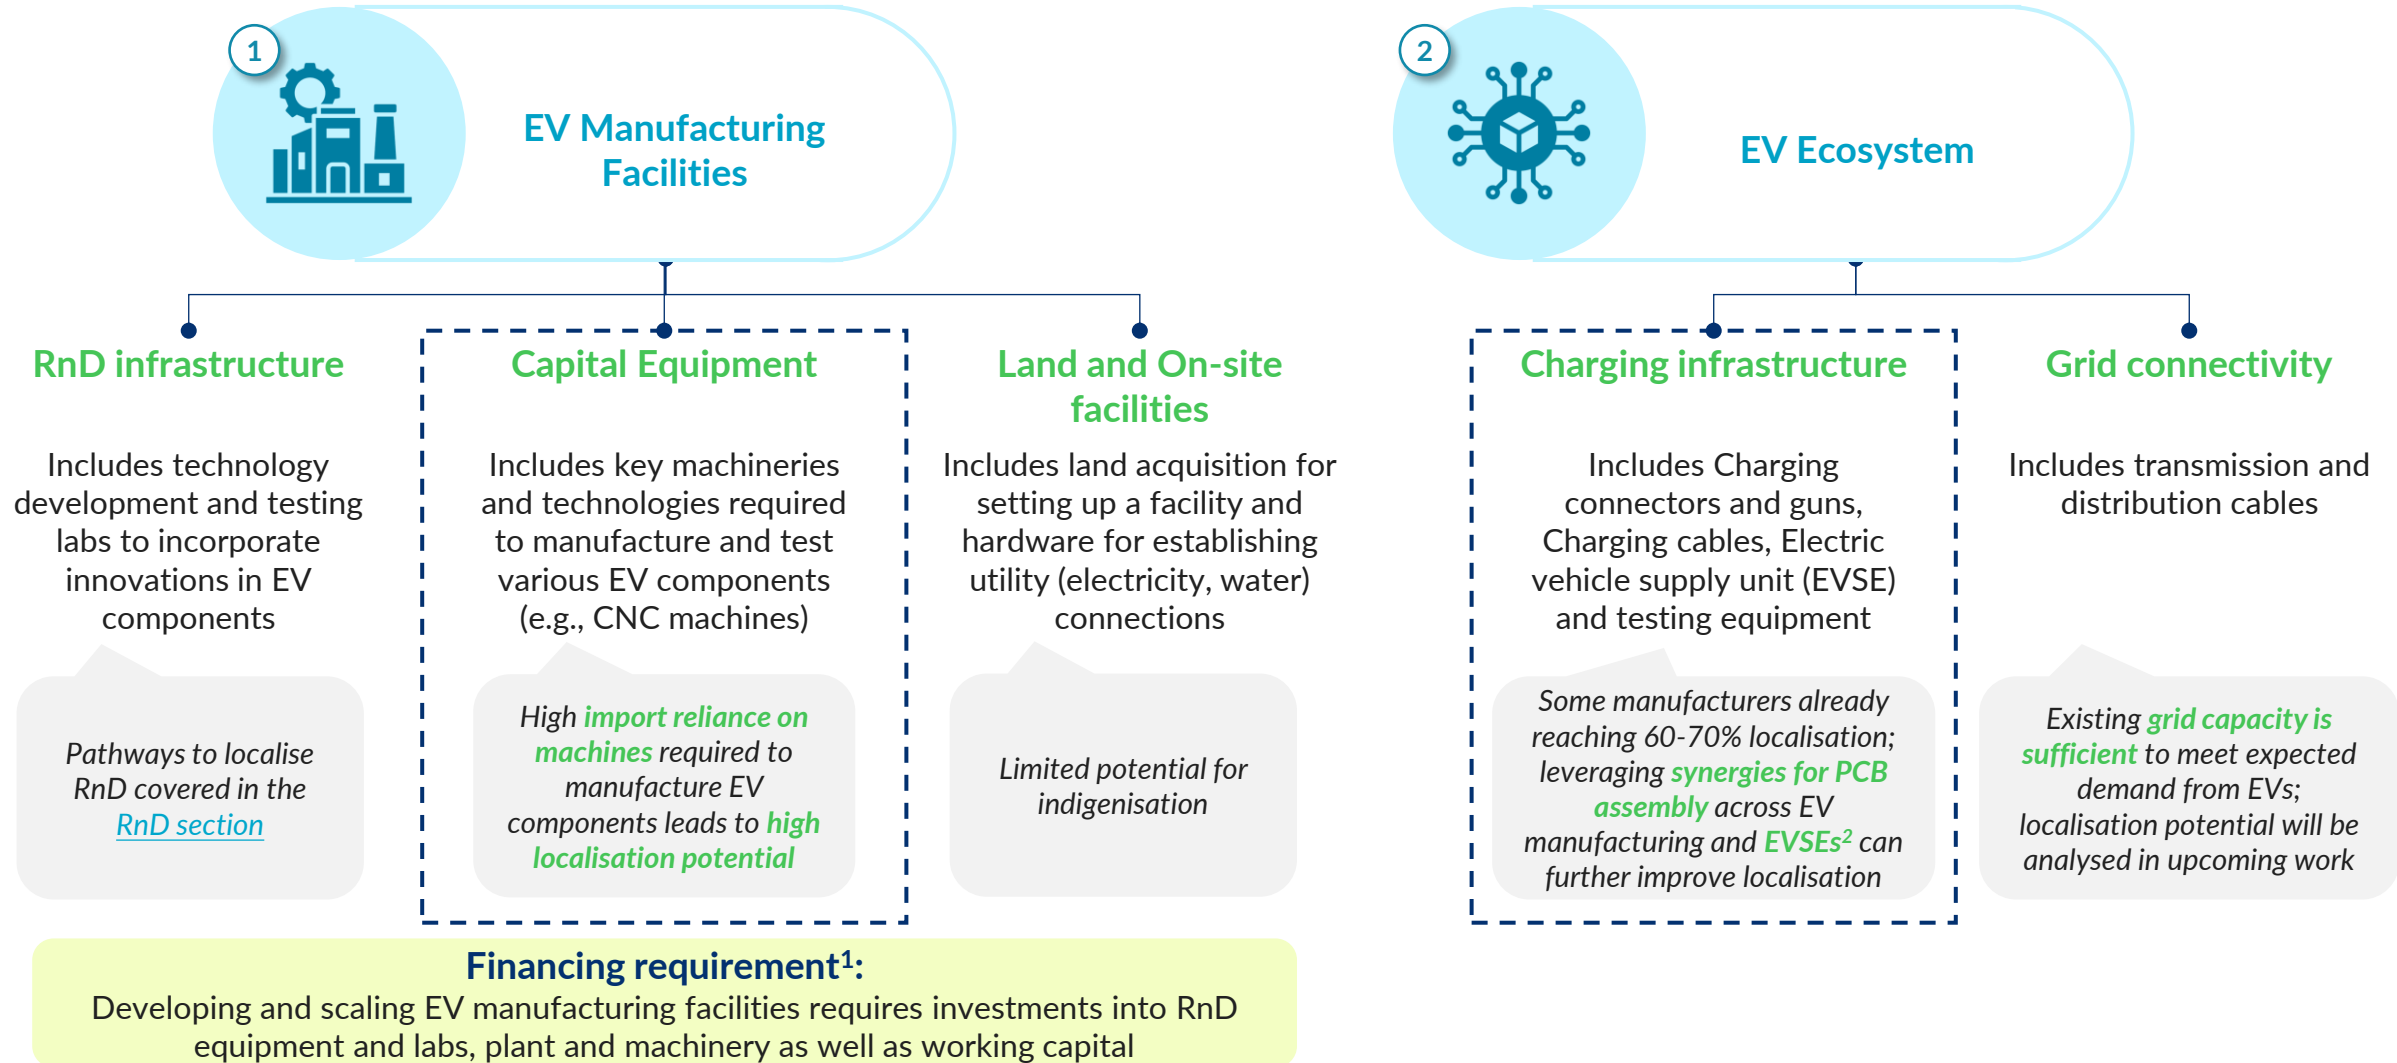 1
EV Manufacturing
Facilities
2
EV Ecosystem
RnD infrastructure
Includes technology
development and testing
labs to incorporate
innovations in EV
components
Pathways to localise
RnD covered in the
RnD section
Capital Equipment
Includes key machineries
and technologies required
to manufacture and test
various EV components
(e.g., CNC machines)
High import reliance on
machines required to
manufacture EV
components leads to high
localisation potential
Land and On-site
facilities
Includes land acquisition for
setting up a facility and
hardware for establishing
utility (electricity, water)
connections
Limited potential for
indigenisation
Charging infrastructure
Includes Charging
connectors and guns,
Charging cables, Electric
vehicle supply unit (EVSE)
and testing equipment
Some manufacturers already
reaching 60-70% localisation;
leveraging synergies for PCB
assembly across EV
manufacturing and EVSEs² can
further improve localisation
Grid connectivity
Includes transmission and
distribution cables
Existing grid capacity is
sufficient to meet expected
demand from EVs;
localisation potential will be
analysed in upcoming work
Financing requirement¹:
Developing and scaling EV manufacturing facilities requires investments into RnD
equipment and labs, plant and machinery as well as working capital